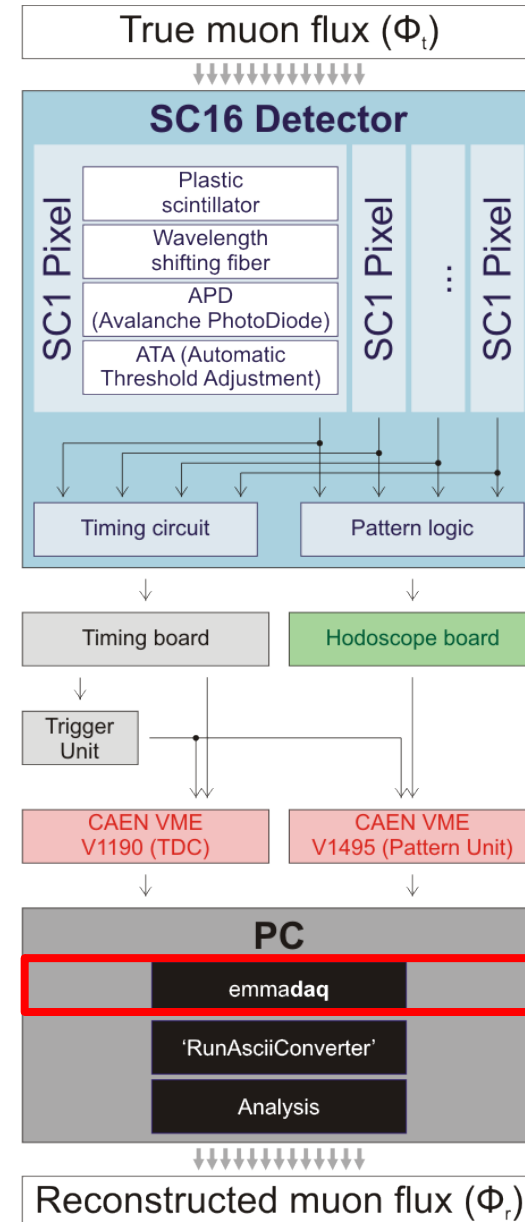 True muon flux (Φt)
SC16 Detector
SC1 Pixel
Plastic
scintillator
Wavelength
shifting fiber
APD
(Avalanche PhotoDiode)
ATA (Automatic
Threshold Adjustment)
SC1 Pixel
...
SC1 Pixel
Timing circuit
Pattern logic
Timing board
Hodoscope board
Trigger
Unit
CAEN VME
V1190 (TDC)
CAEN VME
V1495 (Pattern Unit)
PC
emmadaq
‘RunAsciiConverter’
Analysis
Reconstructed muon flux (Φr)